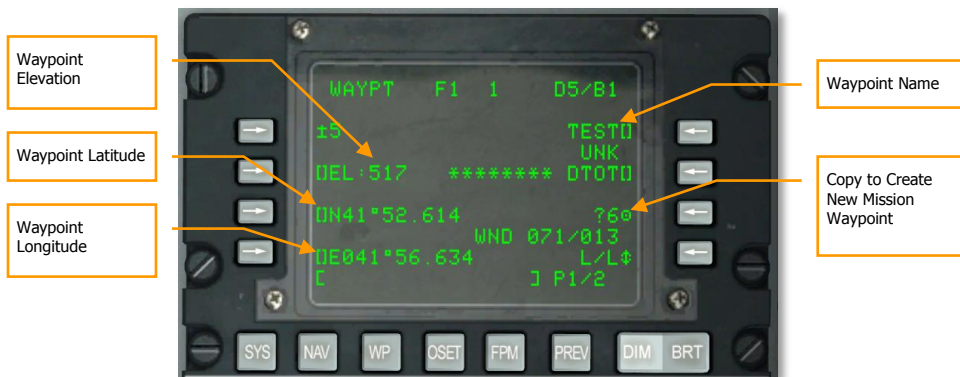 Waypoint
Elevation
Waypoint Latitude
Waypoint
Longitude
WAYPT F1 1 D5/B1
±5 TEST[]
UNK
[]EL:517 ******** DTOT[]
[]N41°52.614 ?6⊙
WND 071/013
[]E041°56.634 L/L↕
[ ] P1/2
SYS NAV WP OSET FPM PREV DIM BRT
Waypoint Name
Copy to Create
New Mission
Waypoint